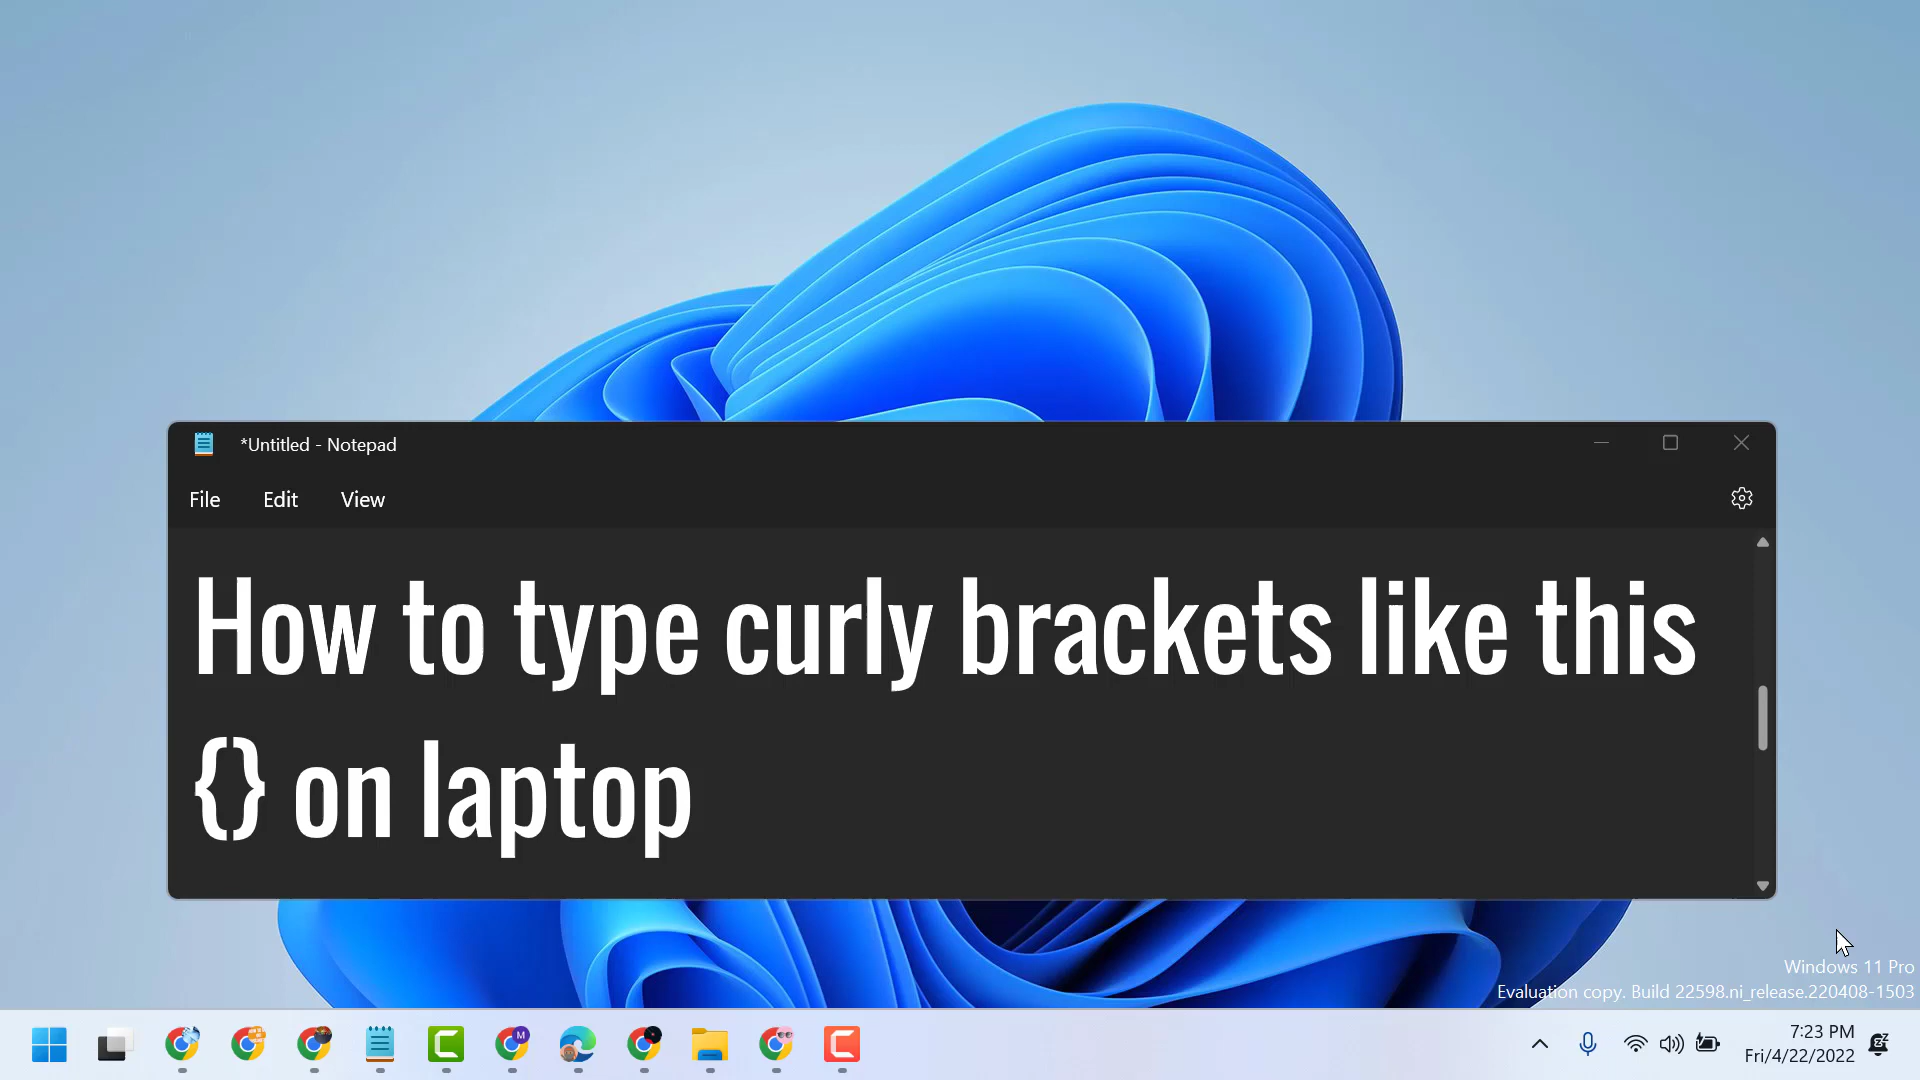 *Untitled - Notepad
File Edit View
How to type curly brackets like this
{} on laptop
Windows 11 Pro
Evaluation copy. Build 22598.ni_release.220408-1503
M
7:23 PM
Fri/4/22/2022